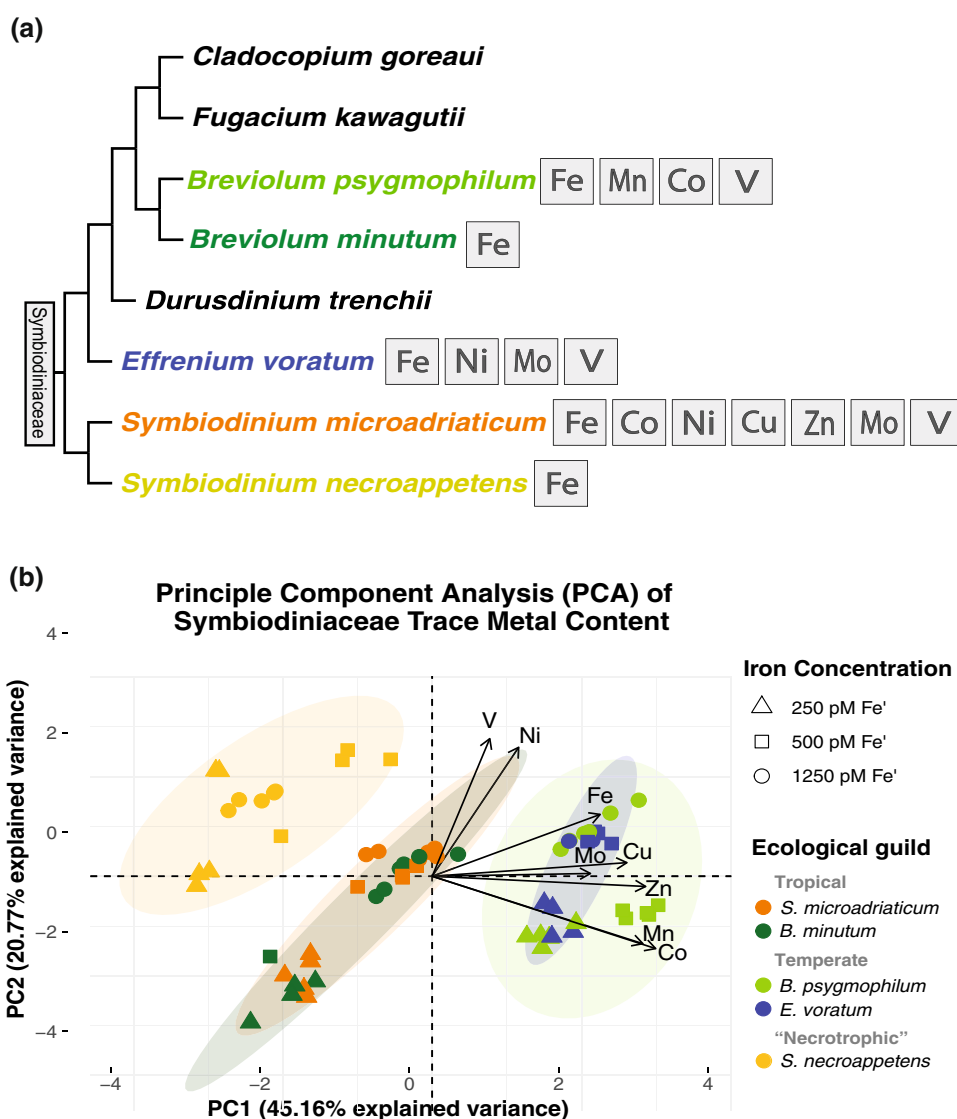 (a)
Cladocopium goreaui
Fugacium kawagutii
Breviolum psygmophilum Fe Mn Co V
Breviolum minutum Fe
Durusdinium trenchii
Symbiodiniaceae
Effrenium voratum Fe Ni Mo V
Symbiodinium microadriaticum Fe Co Ni Cu Zn Mo V
Symbiodinium necroappetens Fe
(b)
Principle Component Analysis (PCA) of
Symbiodiniaceae Trace Metal Content
PC2 (20.77% explained variance)
4
2
0
−2
−4
V
Ni
Fe
Mo
Cu
Zn
Mn
Co
−4
−2
0
2
4
PC1 (45.16% explained variance)
Iron Concentration
250 pM Fe'
500 pM Fe'
1250 pM Fe'
Ecological guild
Tropical
S. microadriaticum
B. minutum
Temperate
B. psygmophilum
E. voratum
“Necrotrophic”
S. necroappetens